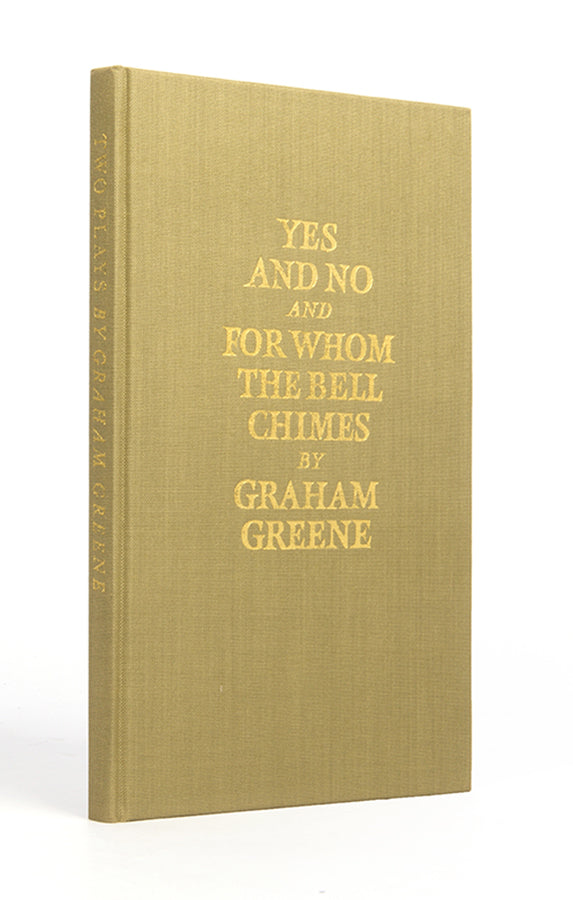 TWO PLAYS BY GRAHAM GREENE
YES
AND NO
AND
FOR WHOM
THE BELL
CHIMES
BY
GRAHAM
GREENE